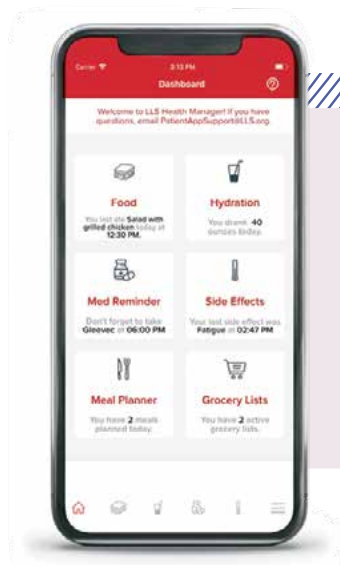 Carrier
3:13 PM
Dashboard
Welcome to LLS Health Manager! If you have
questions, email PatientAppSupport@LLS.org.
Food
You last ate Salad with
grilled chicken today at
12:30 PM.
Hydration
You drank 40
ounces today.
Med Reminder
Don't forget to take
Gleevec at 06:00 PM
Side Effects
Your last side effect was
Fatigue at 02:47 PM
Meal Planner
You have 2 meals
planned today.
Grocery Lists
You have 2 active
grocery lists.